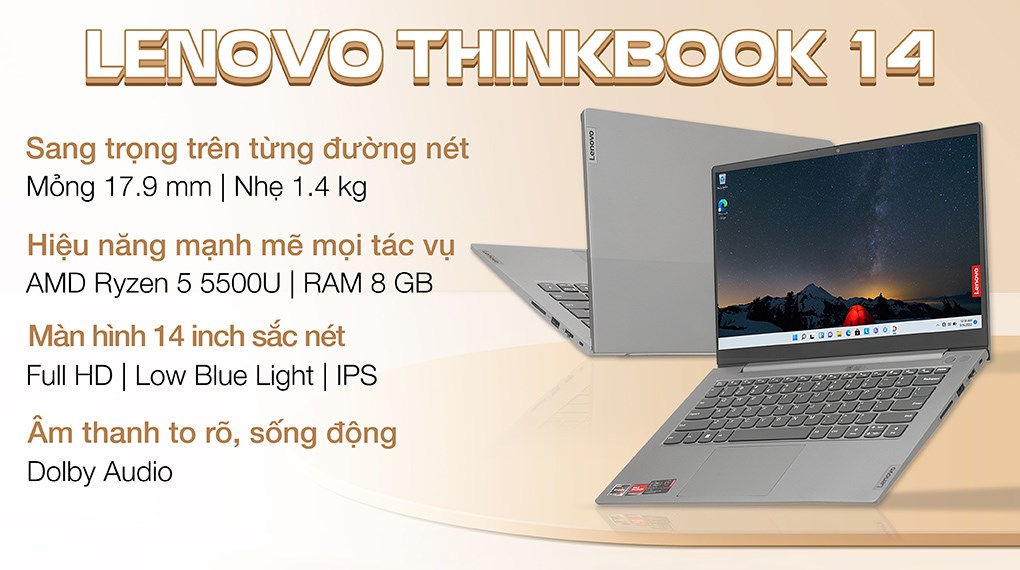 LENOVO THINKBOOK 14
Sang trọng trên từng đường nét
Mỏng 17.9 mm | Nhẹ 1.4 kg
Hiệu năng mạnh mẽ mọi tác vụ
AMD Ryzen 5 5500U | RAM 8 GB
Màn hình 14 inch sắc nét
Full HD | Low Blue Light | IPS
Âm thanh to rõ, sống động
Dolby Audio
Lenovo
Lenovo
Lenovo